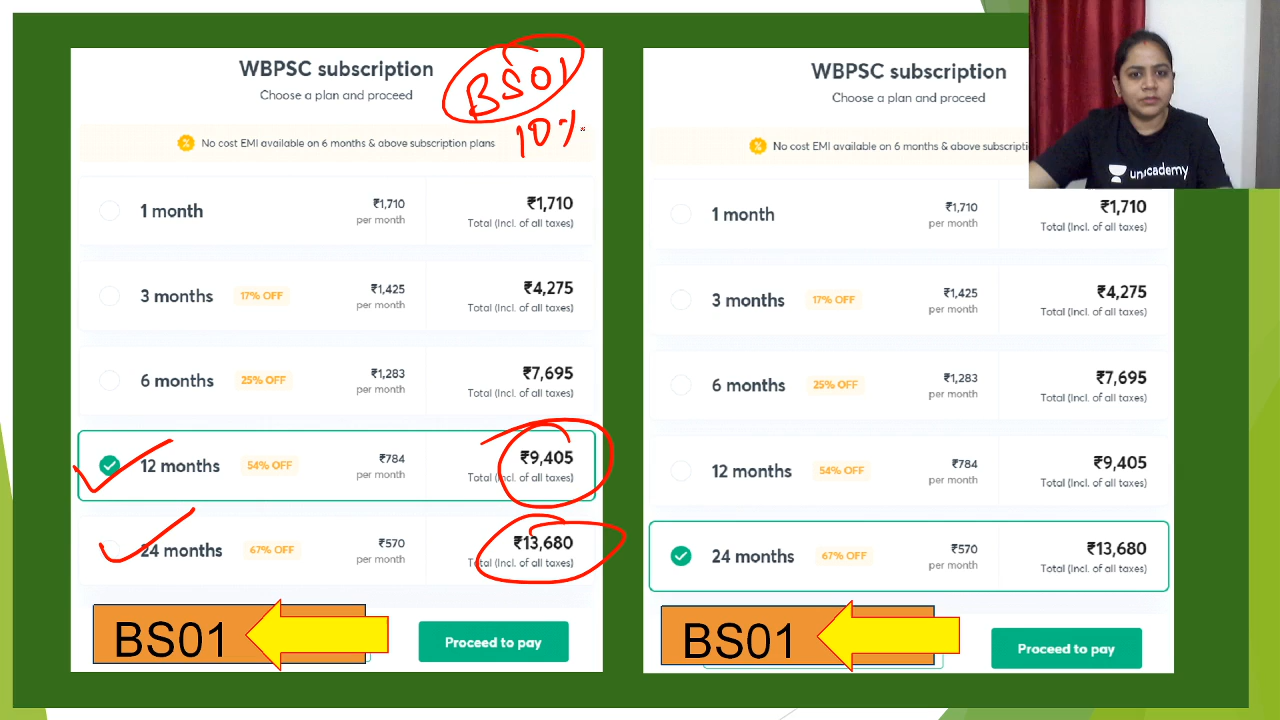 WBPSC subscription
Choose a plan and proceed
BS01
10%
No cost EMI available on 6 months & above subscription plans
1 month
₹1,710
per month
₹1,710
Total (Incl. of all taxes)
3 months
17% OFF
₹1,425
per month
₹4,275
Total (Incl. of all taxes)
6 months
25% OFF
₹1,283
per month
₹7,695
Total (Incl. of all taxes)
12 months
54% OFF
₹784
per month
₹9,405
Total (Incl. of all taxes)
24 months
67% OFF
₹570
per month
₹13,680
Total (Incl. of all taxes)
BS01
Proceed to pay
WBPSC subscription
Choose a plan and proceed
No cost EMI available on 6 months & above subscripti
1 month
₹1,710
per month
₹1,710
Total (Incl. of all taxes)
3 months
17% OFF
₹1,425
per month
₹4,275
Total (Incl. of all taxes)
6 months
25% OFF
₹1,283
per month
₹7,695
Total (Incl. of all taxes)
12 months
54% OFF
₹784
per month
₹9,405
Total (Incl. of all taxes)
24 months
67% OFF
₹570
per month
₹13,680
Total (Incl. of all taxes)
BS01
Proceed to pay
unacademy